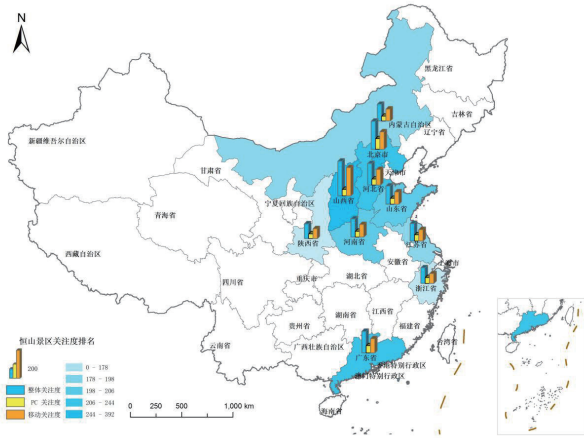 N
黑龙江省
吉林省
辽宁省
内蒙古自治区
新疆维吾尔自治区
北京市
天津市
甘肃省
河北省
山西省
宁夏回族自治区
山东省
青海省
陕西省
河南省
江苏省
西藏自治区
安徽省
上海市
四川省
重庆市
湖北省
浙江省
湖南省
江西省
贵州省
福建省
云南省
广西壮族自治区
广东省
台湾省
香港特别行政区
澳门特别行政区
海南省
恒山景区关注度排名
200
整体关注度
PC 关注度
移动关注度
0 - 178
178 - 198
198 - 206
206 - 244
244 - 392
0 250 500 1,000 km